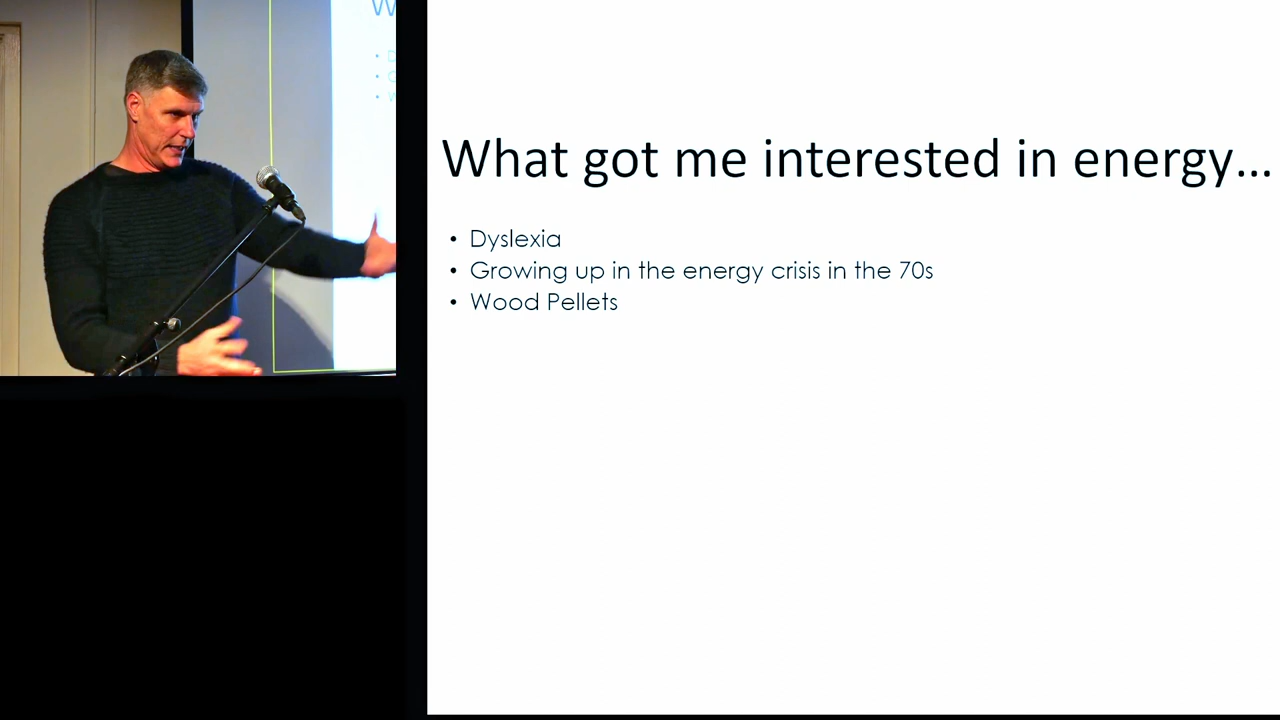 What got me interested in energy...
• Dyslexia
• Growing up in the energy crisis in the 70s
• Wood Pellets